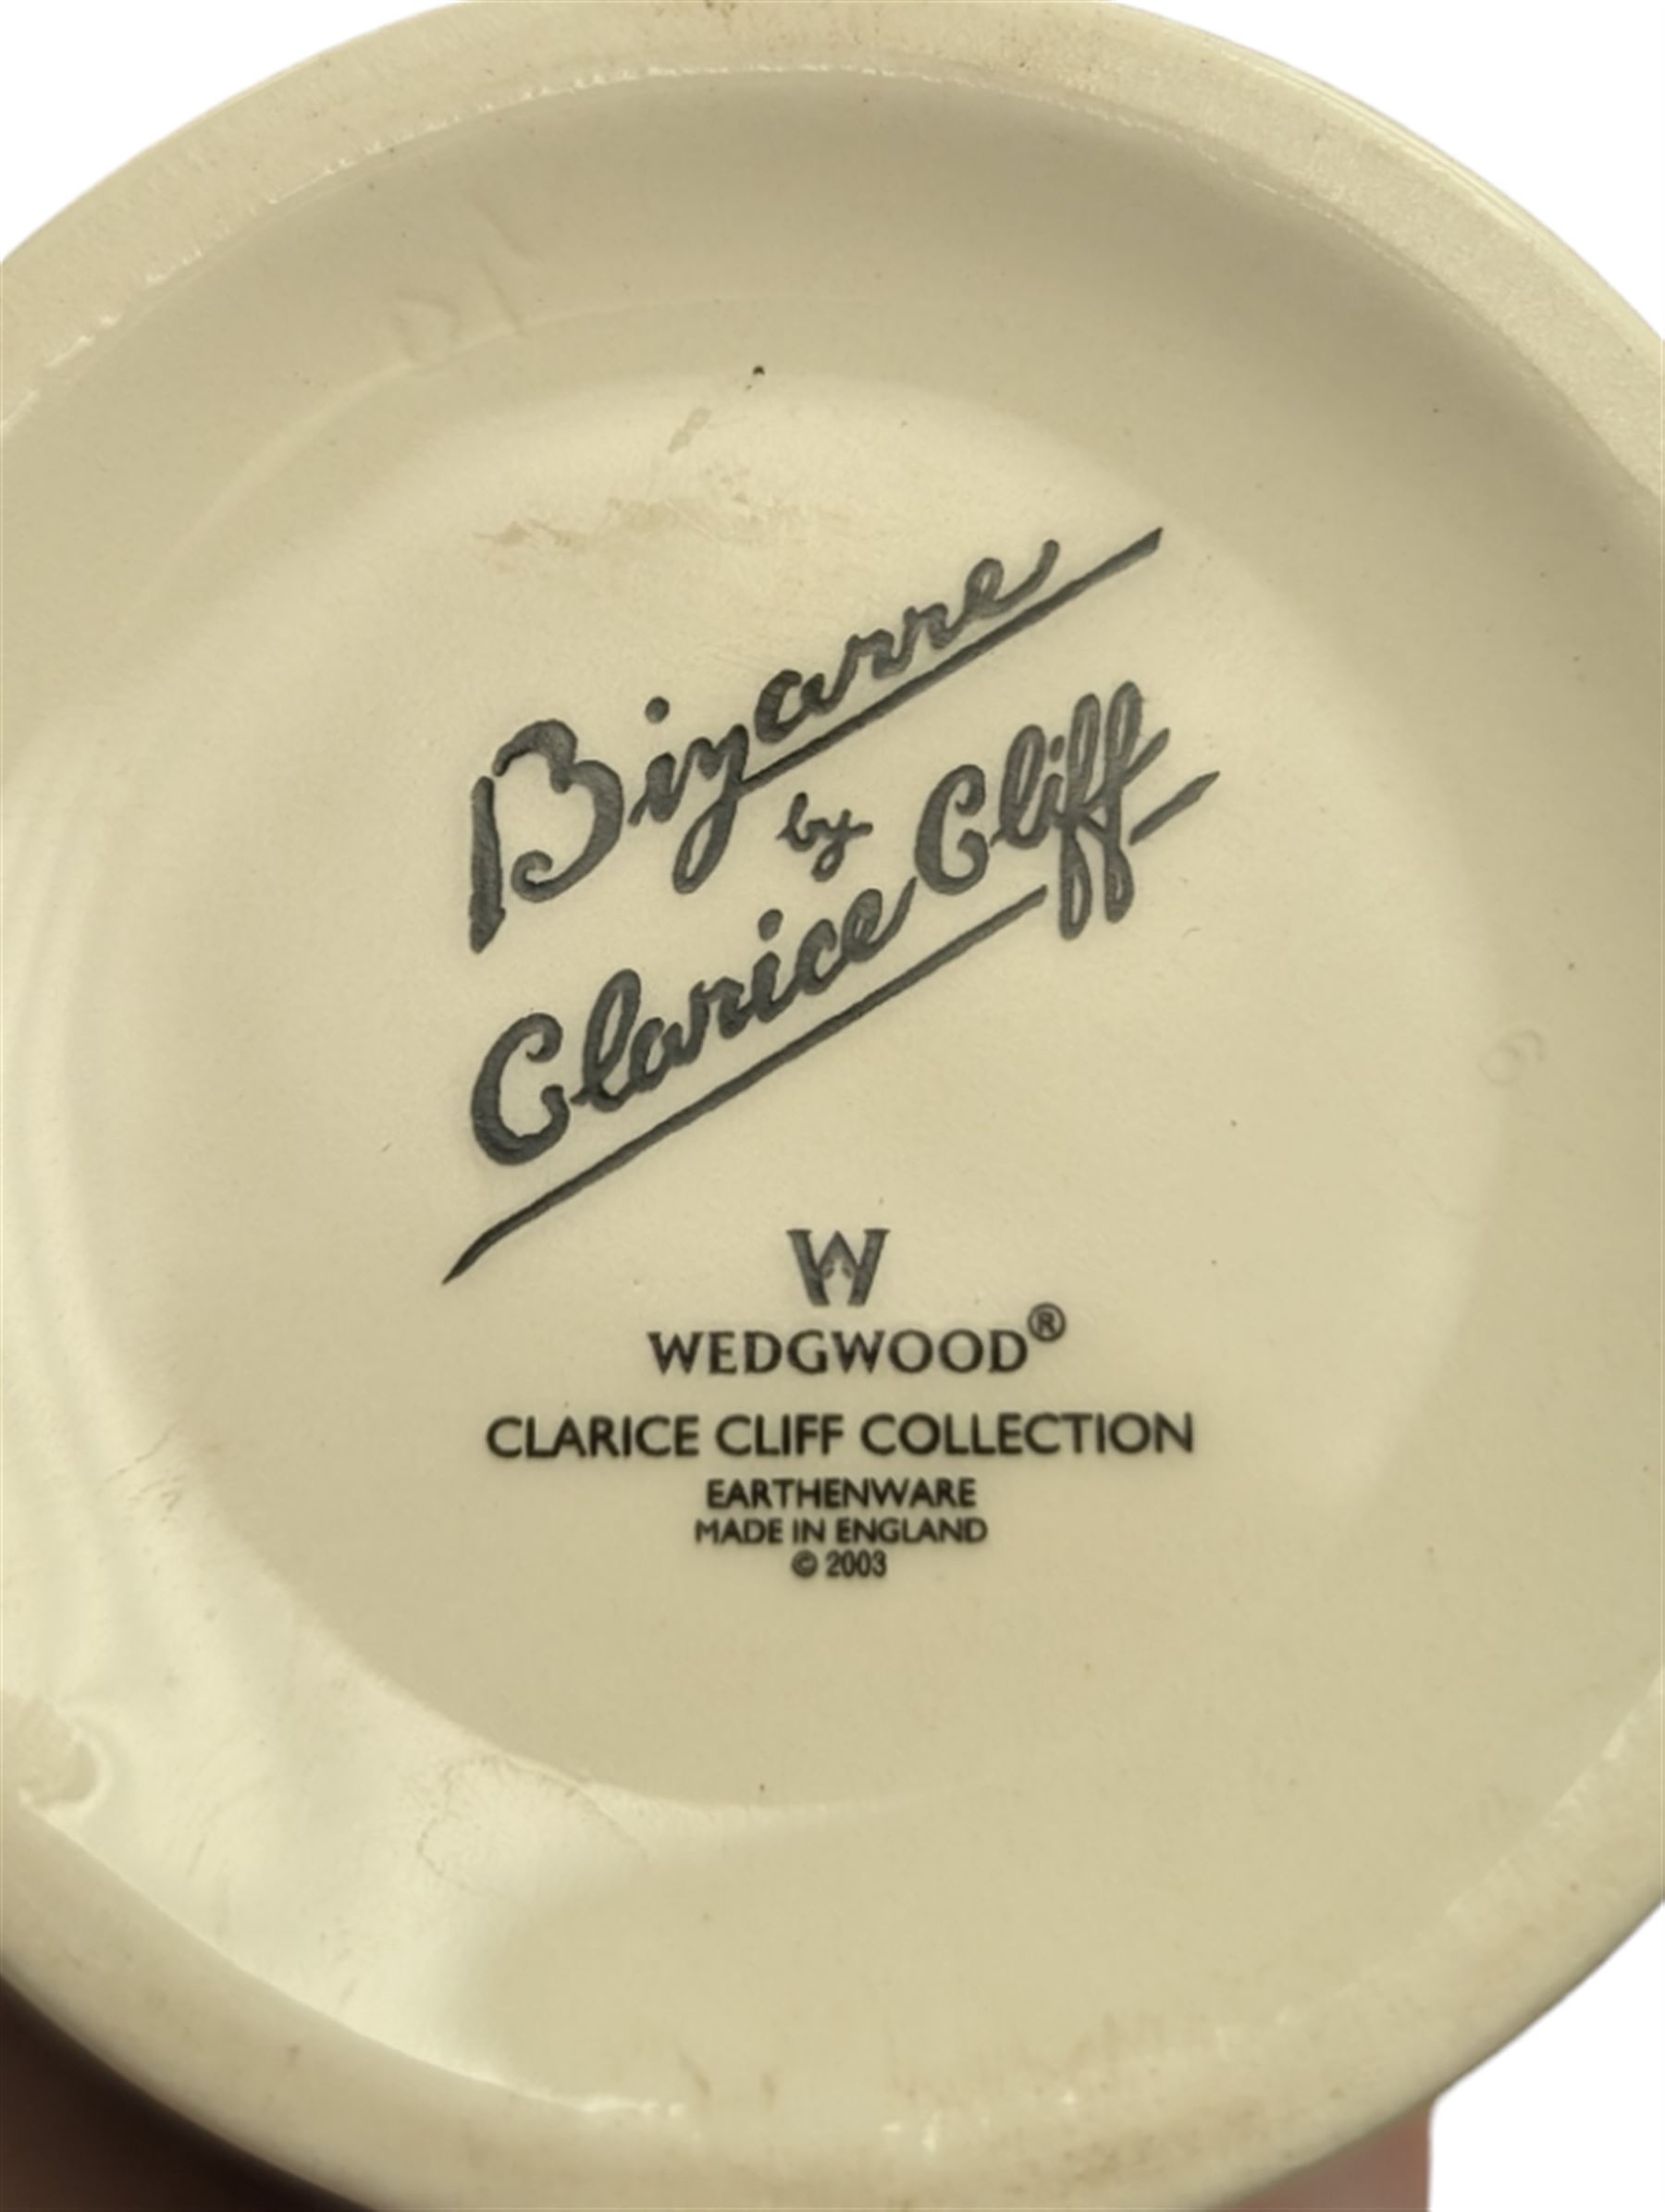 Bizarre
by
Clarice Cliff
W
WEDGWOOD®
CLARICE CLIFF COLLECTION
EARTHENWARE
MADE IN ENGLAND
© 2003